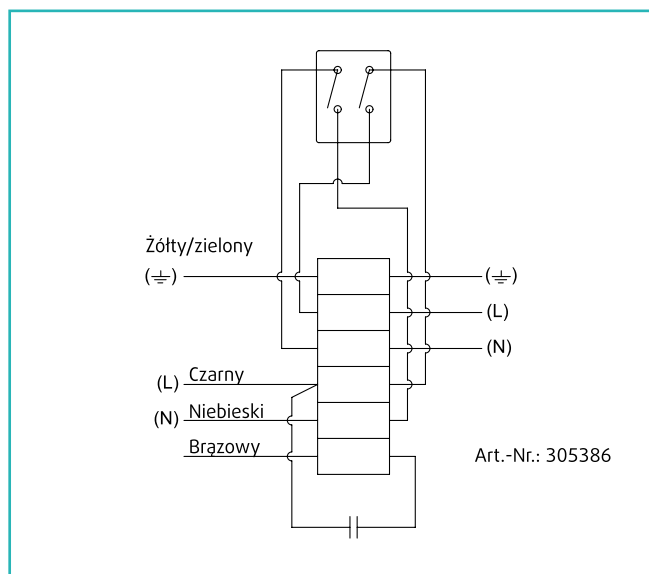 Żółty/zielony
(⏚) (⏚)
(L)
(N)
(L) Czarny
(N) Niebieski
Brązowy
Art.-Nr.: 305386